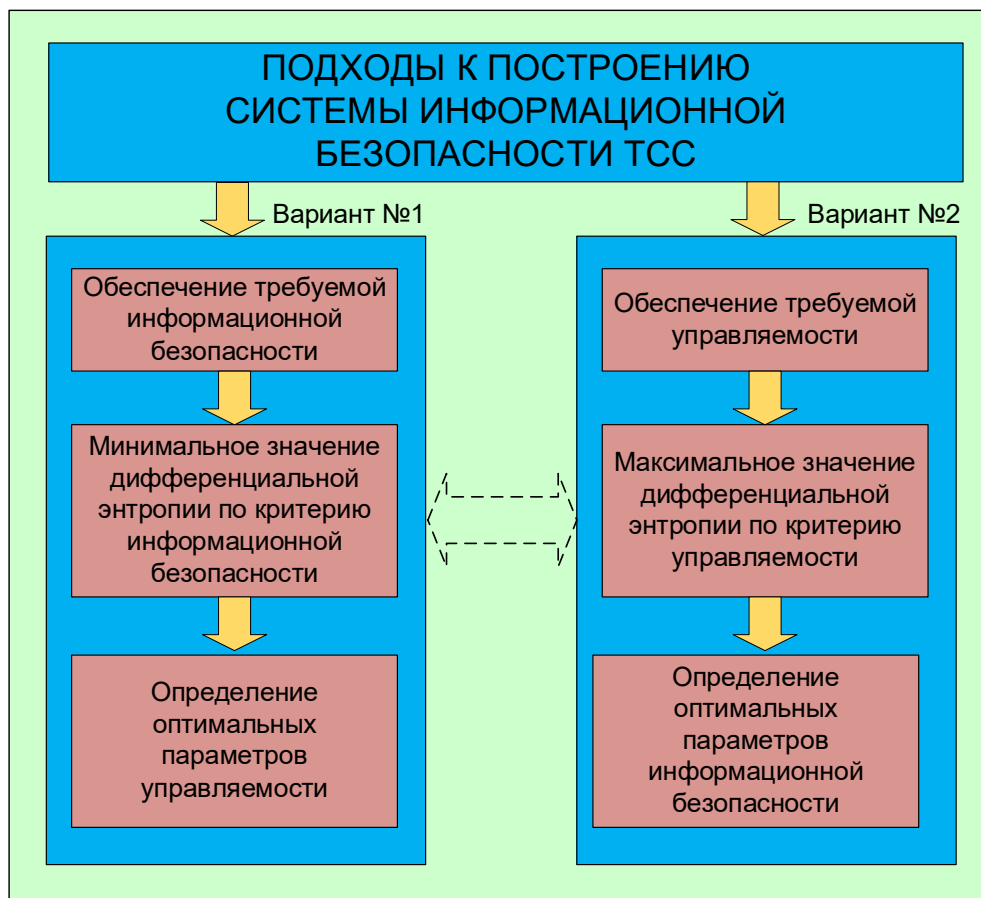 ПОДХОДЫ К ПОСТРОЕНИЮ
СИСТЕМЫ ИНФОРМАЦИОННОЙ
БЕЗОПАСНОСТИ ТСС
Вариант №1
Обеспечение требуемой
информационной
безопасности
Минимальное значение
дифференциальной
энтропии по критерию
информационной
безопасности
Определение
оптимальных
параметров
управляемости
Вариант №2
Обеспечение требуемой
управляемости
Максимальное значение
дифференциальной
энтропии по критерию
управляемости
Определение
оптимальных
параметров
информационной
безопасности